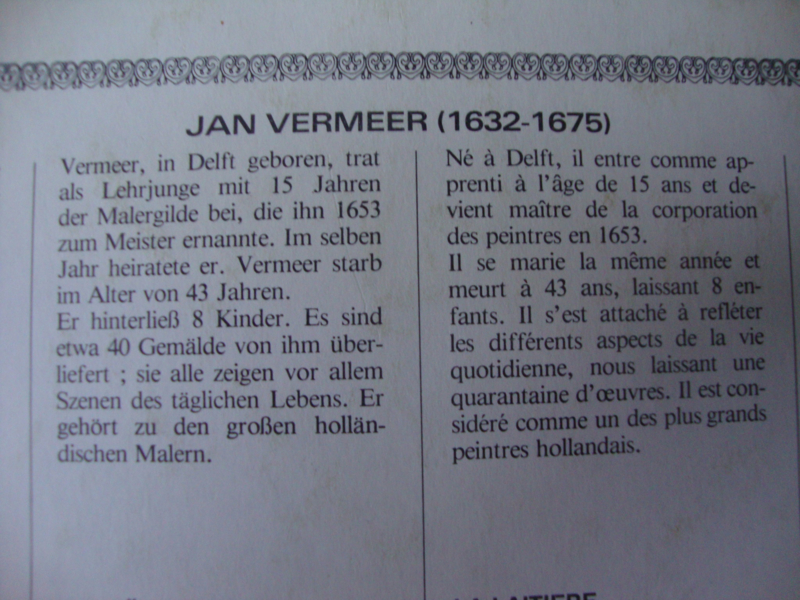 JAN VERMEER (1632-1675)
Vermeer, in Delft geboren, trat
als Lehrjunge mit 15 Jahren
der Malergilde bei, die ihn 1653
zum Meister ernannte. Im selben
Jahr heiratete er. Vermeer starb
im Alter von 43 Jahren.
Er hinterließ 8 Kinder. Es sind
etwa 40 Gemälde von ihm über-
liefert ; sie alle zeigen vor allem
Szenen des täglichen Lebens. Er
gehört zu den großen hollän-
dischen Malern.
Né à Delft, il entre comme ap-
prenti à l'âge de 15 ans et de-
vient maître de la corporation
des peintres en 1653.
Il se marie la même année et
meurt à 43 ans, laissant 8 en-
fants. Il s'est attaché à refléter
les différents aspects de la vie
quotidienne, nous laissant une
quarantaine d'œuvres. Il est con-
sidéré comme un des plus grands
peintres hollandais.